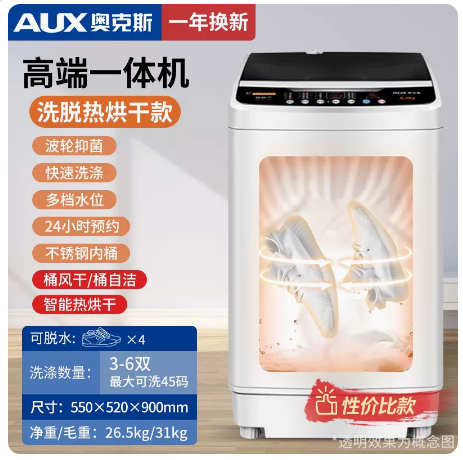 AUX奥克斯 一年换新
高端一体机
洗脱热烘干款
波轮抑菌
快速洗涤
多档水位
24小时预约
不锈钢内桶
桶风干/桶自洁
智能热烘干
可脱水: ×4
洗涤数量: 3-6双
最大可洗45码
尺寸: 550×520×900mm
净重/毛重: 26.5kg/31kg
AUX
性价比款
*透明效果为概念图